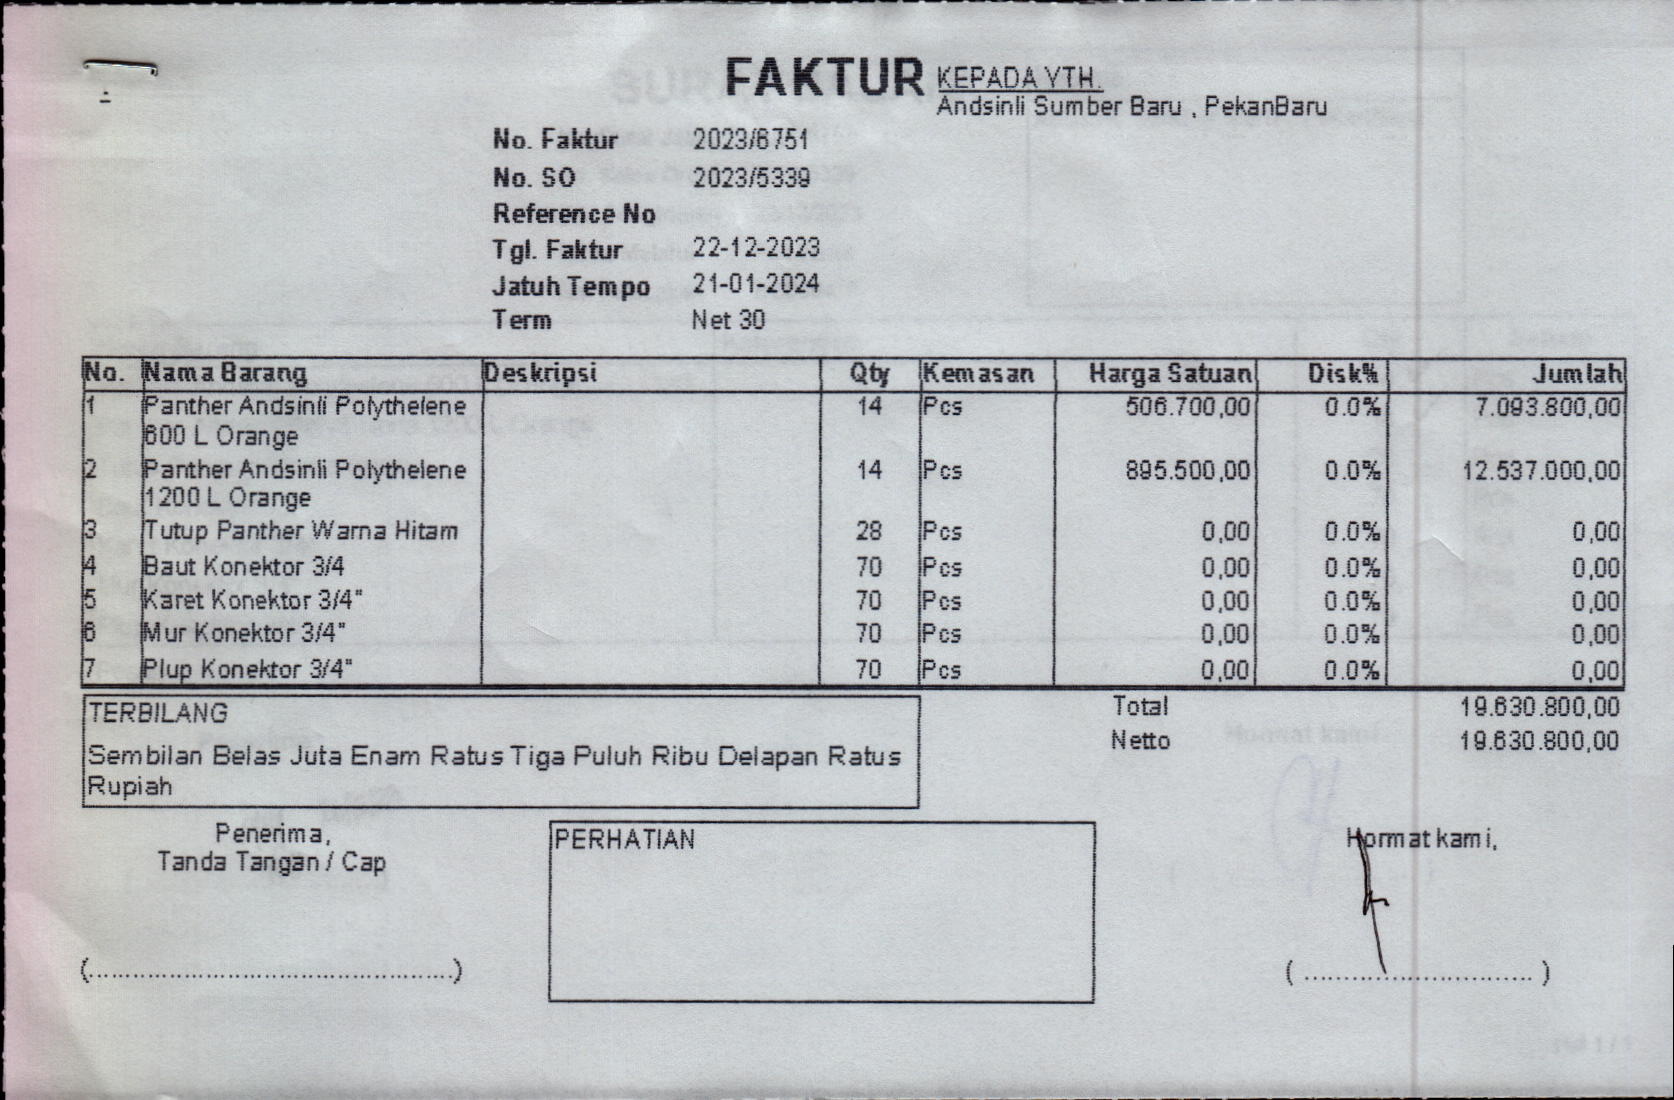 FAKTUR
KEPADA YTH.
Andsinli Sumber Baru , PekanBaru
No. Faktur 2023/6751
No. SO 2023/5339
Reference No
Tgl. Faktur 22-12-2023
Jatuh Tempo 21-01-2024
Term Net 30
No. Nama Barang Deskripsi Qty Kemasan Harga Satuan Disk% Jumlah
1 Panther Andsinli Polythelene 14 Pcs 506.700,00 0.0% 7.093.800,00
600 L Orange
2 Panther Andsinli Polythelene 14 Pcs 895.500,00 0.0% 12.537.000,00
1200 L Orange
3 Tutup Panther Warna Hitam 28 Pcs 0,00 0.0% 0,00
4 Baut Konektor 3/4 70 Pcs 0,00 0.0% 0,00
5 Karet Konektor 3/4" 70 Pcs 0,00 0.0% 0,00
6 Mur Konektor 3/4" 70 Pcs 0,00 0.0% 0,00
7 Plup Konektor 3/4" 70 Pcs 0,00 0.0% 0,00
TERBILANG
Sembilan Belas Juta Enam Ratus Tiga Puluh Ribu Delapan Ratus
Rupiah
Total 19.630.800,00
Netto 19.630.800,00
Penerima,
Tanda Tangan / Cap
(..........................................)
PERHATIAN
Hormat kami,
( .......................... )